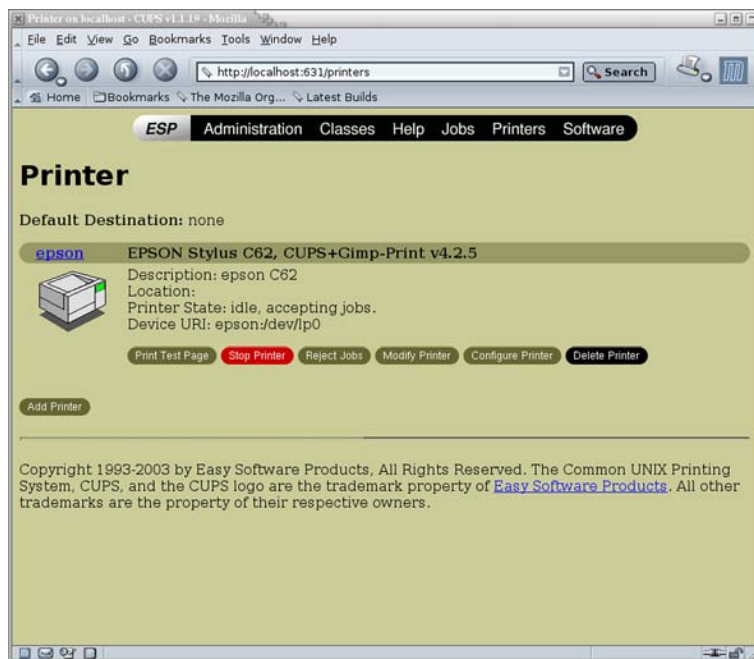 Printer on localhost - CUPS v1.1.19 - Mozilla
File Edit View Go Bookmarks Tools Window Help
http://localhost:631/printers Search
Home Bookmarks The Mozilla Org... Latest Builds
ESP Administration Classes Help Jobs Printers Software
Printer
Default Destination: none
epson EPSON Stylus C62, CUPS+Gimp-Print v4.2.5
Description: epson C62
Location:
Printer State: idle, accepting jobs.
Device URI: epson:/dev/lp0
Print Test Page Stop Printer Reject Jobs Modify Printer Configure Printer Delete Printer
Add Printer
Copyright 1993-2003 by Easy Software Products, All Rights Reserved. The Common UNIX Printing
System, CUPS, and the CUPS logo are the trademark property of Easy Software Products. All other
trademarks are the property of their respective owners.